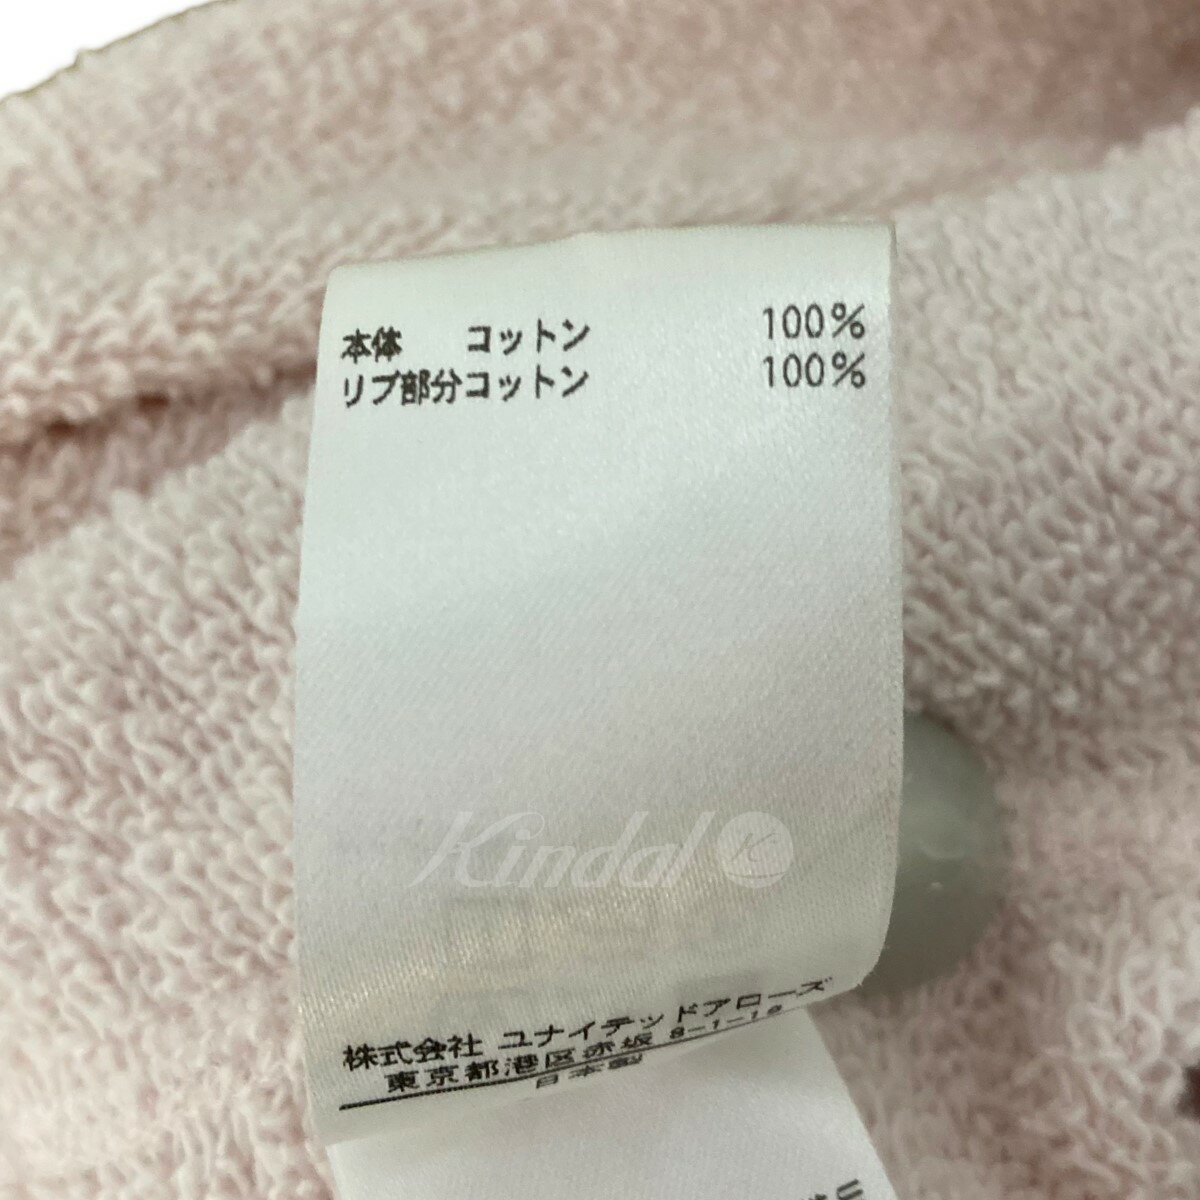 本体 コットン 100%
リブ部分コットン 100%
Kindal K
株式会社 ユナイテッドアローズ
東京都港区赤坂 8-1-19
日本製